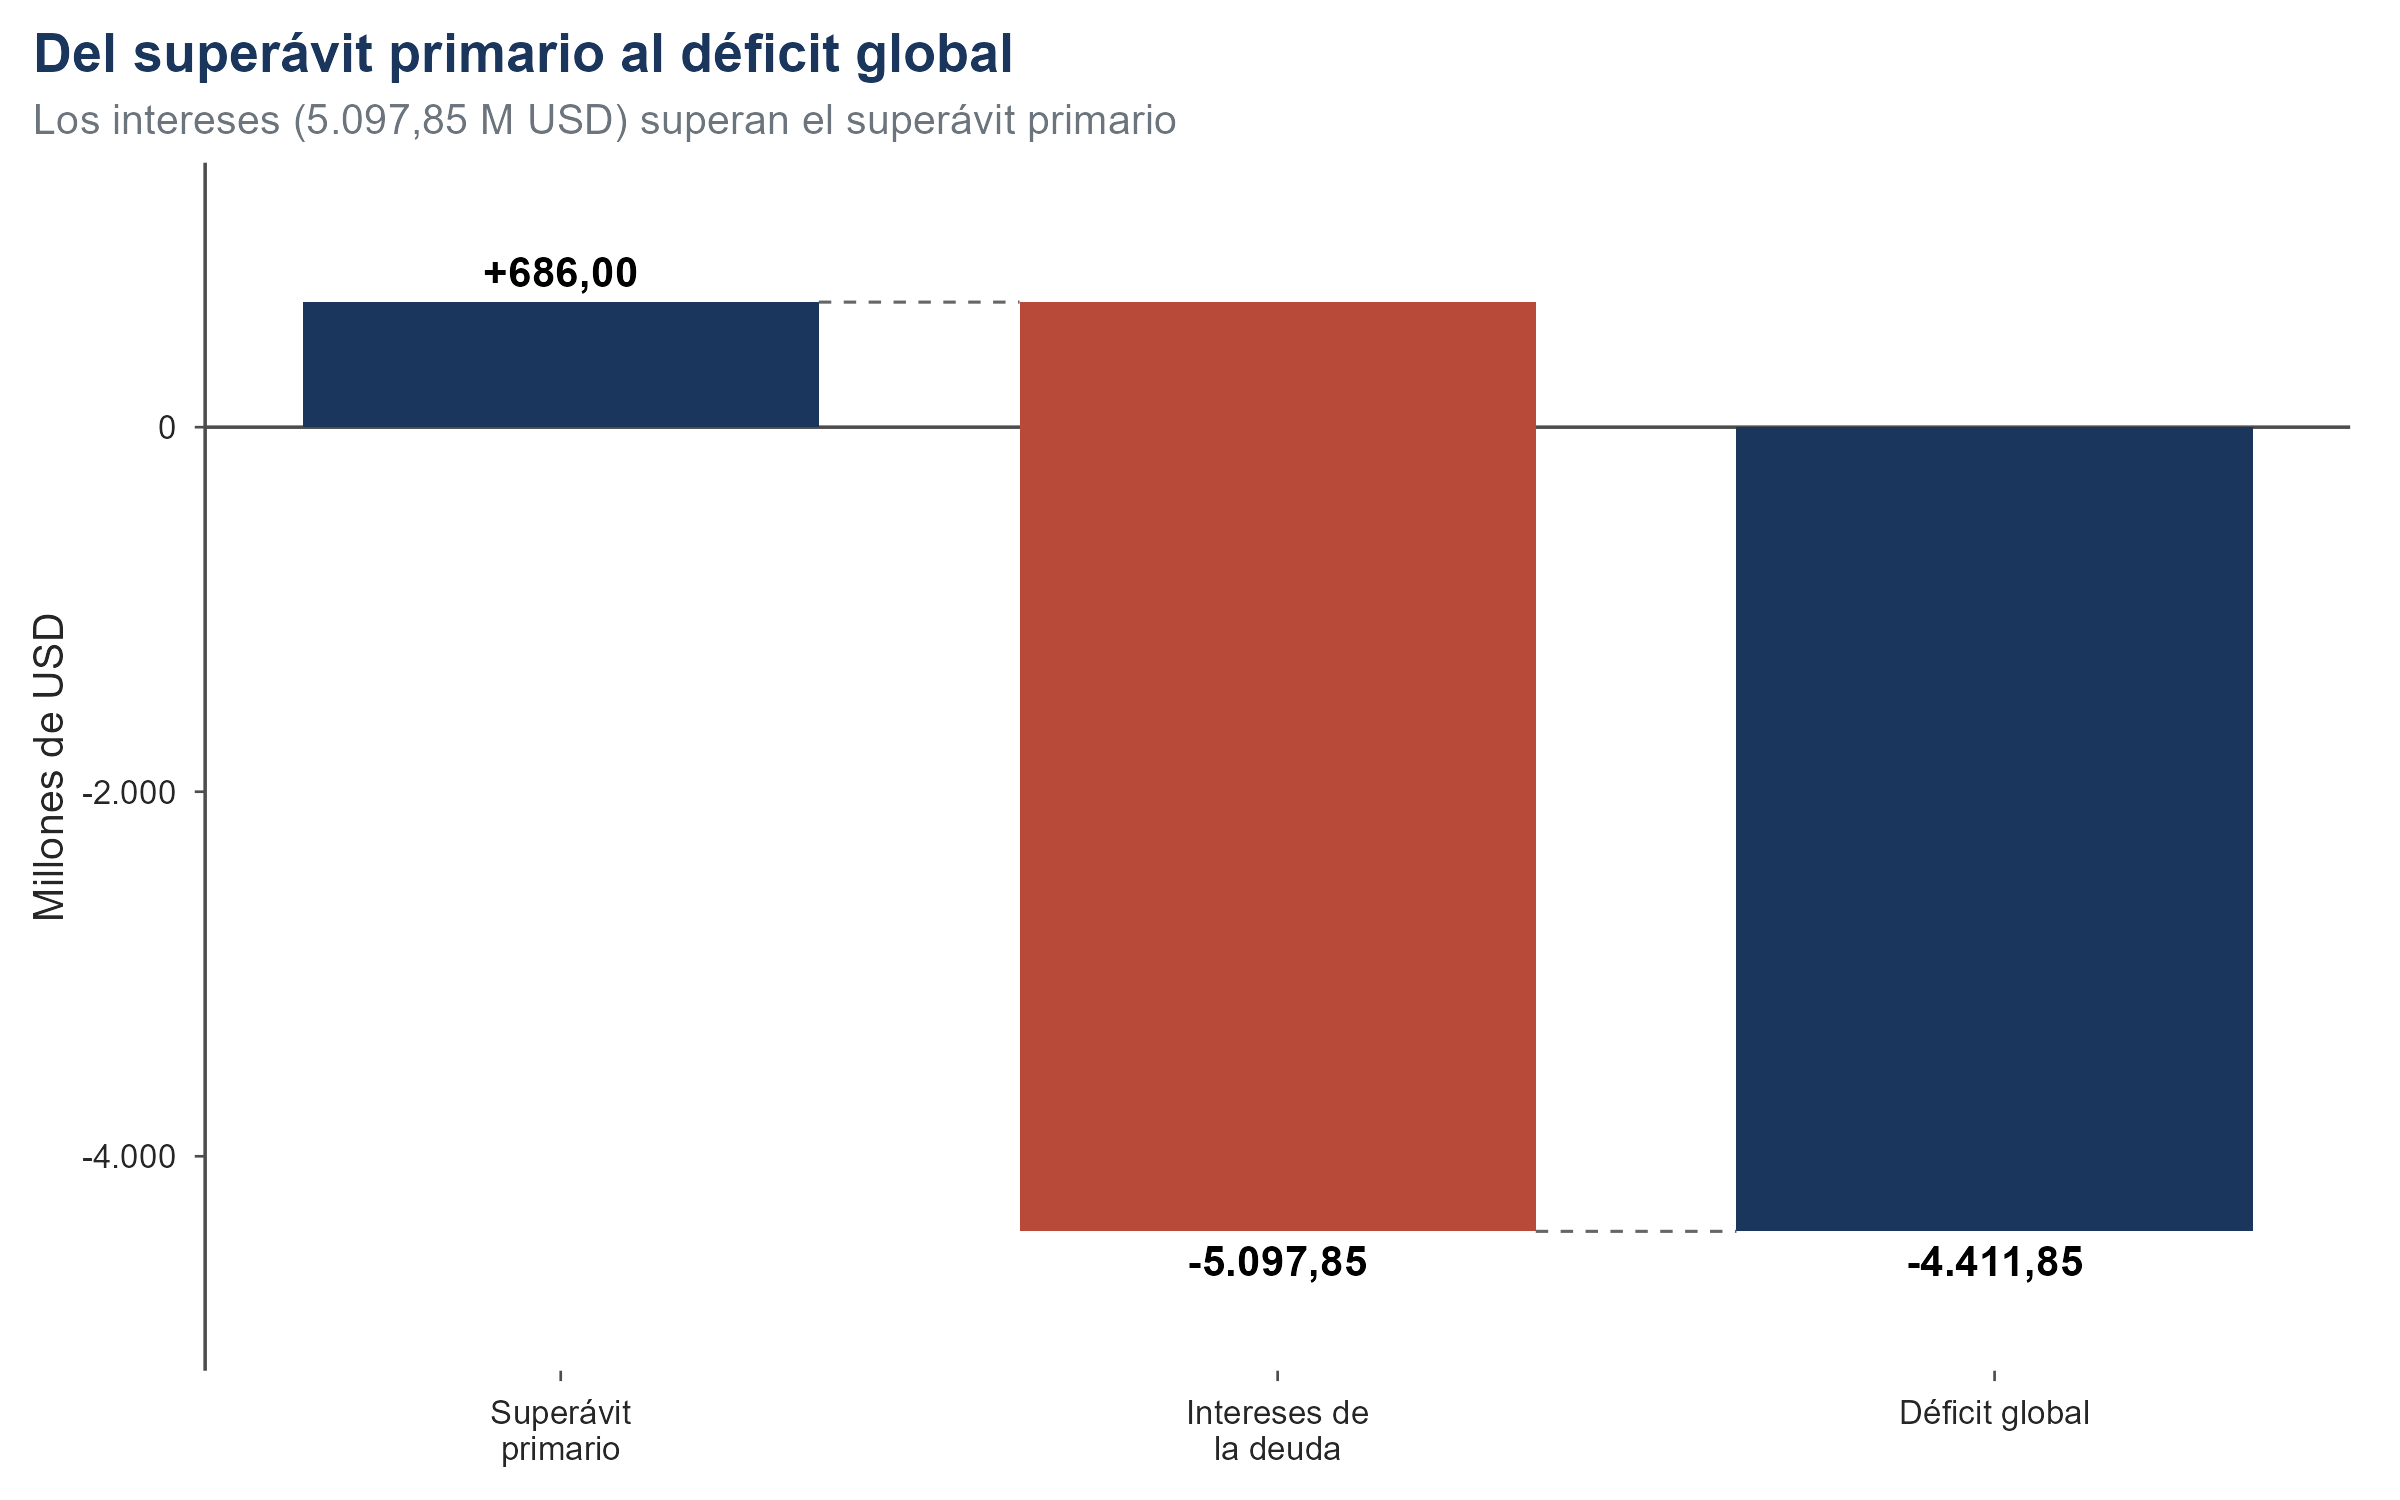 Del superávit primario al déficit global
Los intereses (5.097,85 M USD) superan el superávit primario
+686,00
0
Millones de USD
-2.000
-4.000
-5.097,85
-4.411,85
Superávit
primario
Intereses de
la deuda
Déficit global